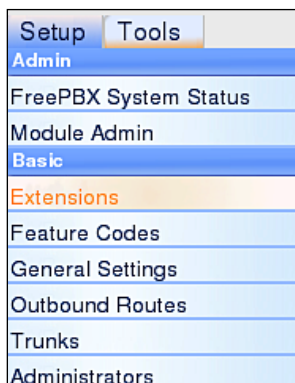 Setup Tools
Admin
FreePBX System Status
Module Admin
Basic
Extensions
Feature Codes
General Settings
Outbound Routes
Trunks
Administrators